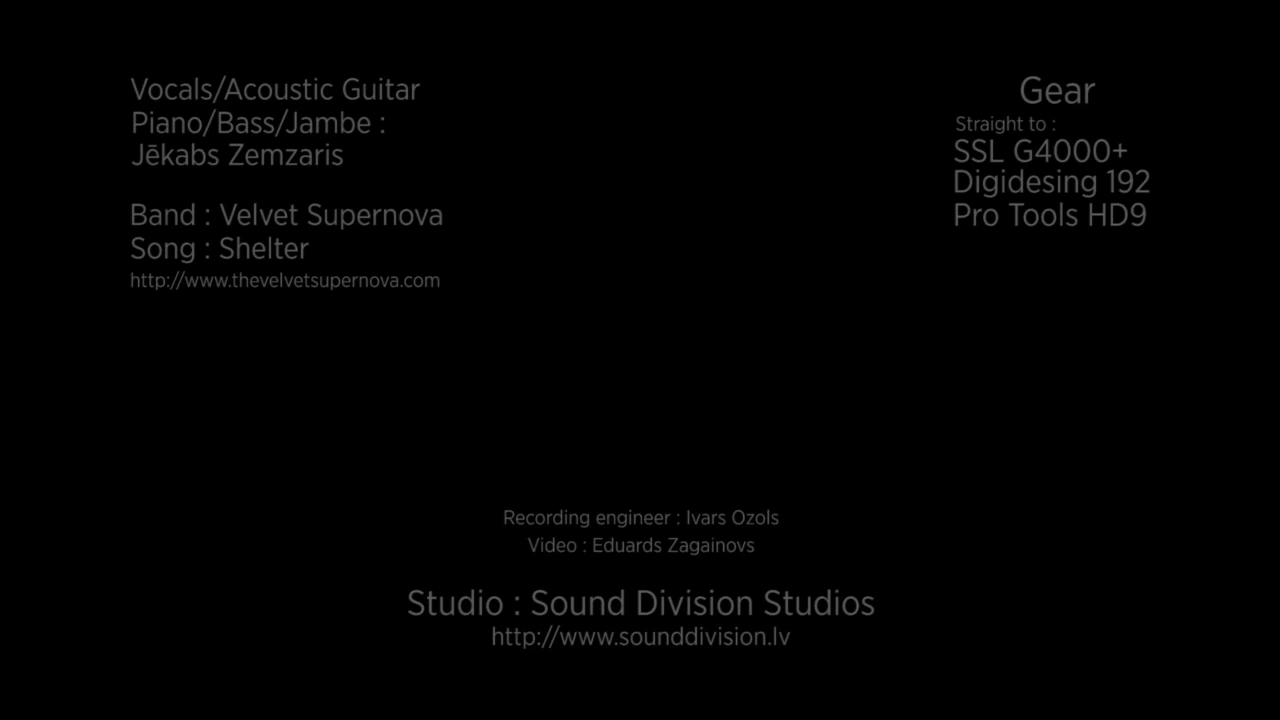 Vocals/Acoustic Guitar
Piano/Bass/Jambe :
Jēkabs Zemzaris
Band : Velvet Supernova
Song : Shelter
http://www.thevelvetsupernova.com
Gear
Straight to :
SSL G4000+
Digidesing 192
Pro Tools HD9
Recording engineer : Ivars Ozols
Video : Eduards Zagainovs
Studio : Sound Division Studios
http://www.sounddivision.lv